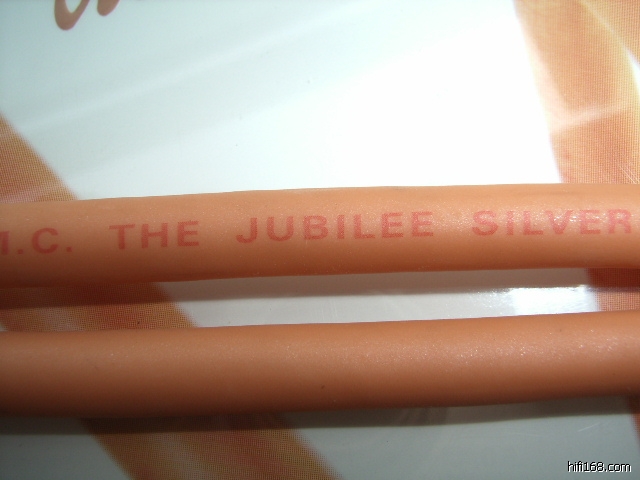 M.C. THE JUBILEE SILVER
hifi168.com